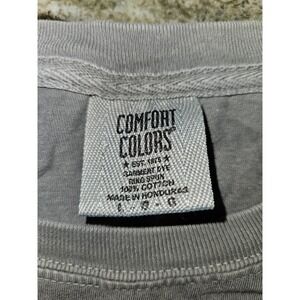 COMFORT
COLORS®
★ EST. 1975 ★
GARMENT DYE
RING SPUN
100% COTTON
MADE IN HONDURAS
L - G - G